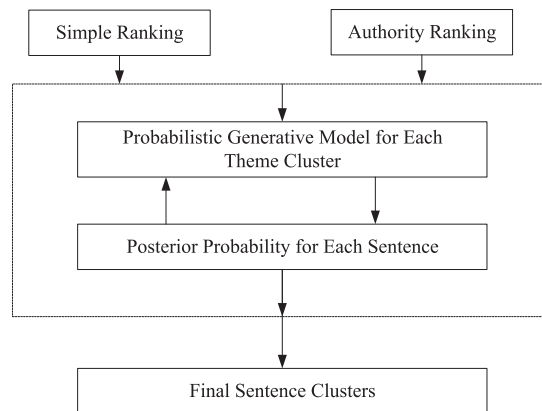 Simple Ranking
Authority Ranking
Probabilistic Generative Model for Each
Theme Cluster
Posterior Probability for Each Sentence
Final Sentence Clusters